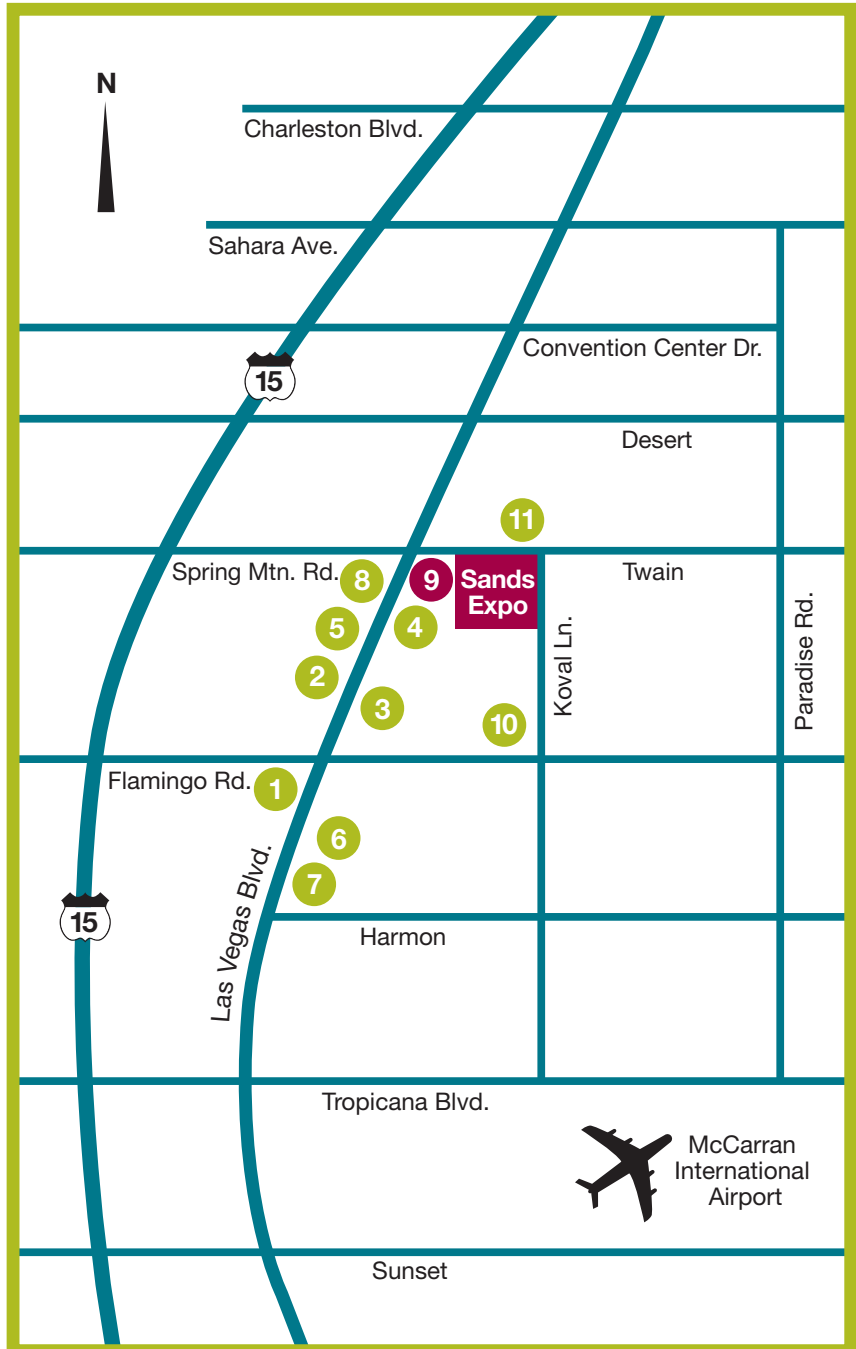 N
Charleston Blvd.
Sahara Ave.
Convention Center Dr.
15
Desert
11
Spring Mtn. Rd.
8
9
Sands
Expo
Twain
5
4
Koval Ln.
Paradise Rd.
2
3
10
Flamingo Rd.
1
6
7
Las Vegas Blvd.
15
Harmon
Tropicana Blvd.
McCarran
International
Airport
Sunset